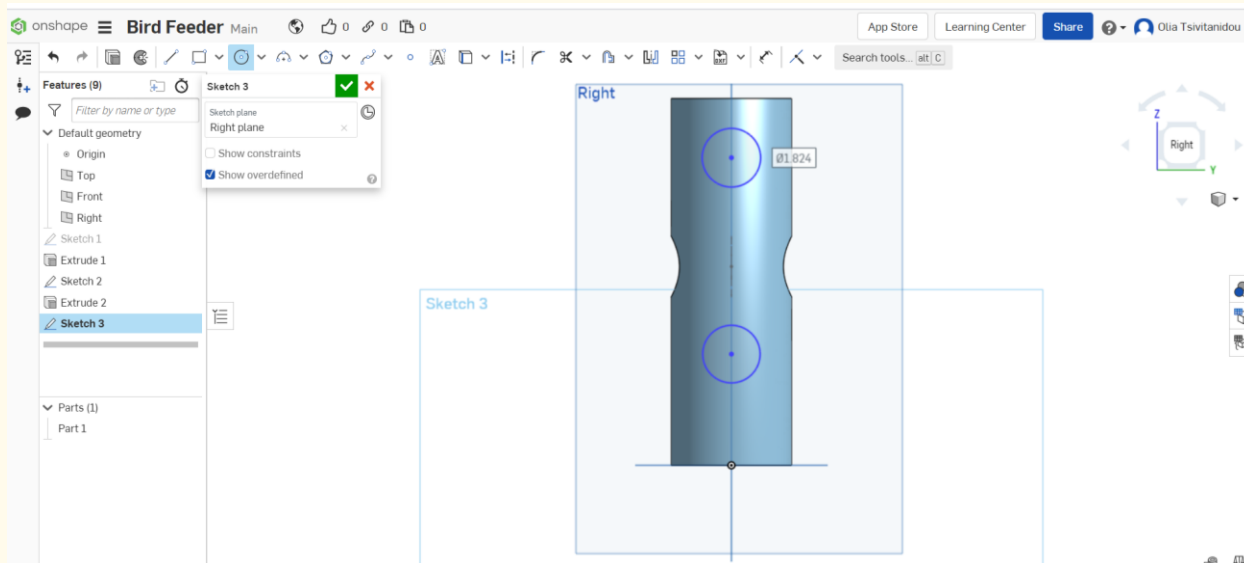 onshape Bird Feeder Main 0 0 0 App Store Learning Center Share Olia Tsivitanidou
Search tools... alt C
Features (9)
Filter by name or type
Default geometry
Origin
Top
Front
Right
Sketch 1
Extrude 1
Sketch 2
Extrude 2
Sketch 3
Parts (1)
Part 1
Sketch 3
Sketch plane
Right plane
Show constraints
Show overdefined
Right
Ø1.824
Sketch 3
Z
Right
Y